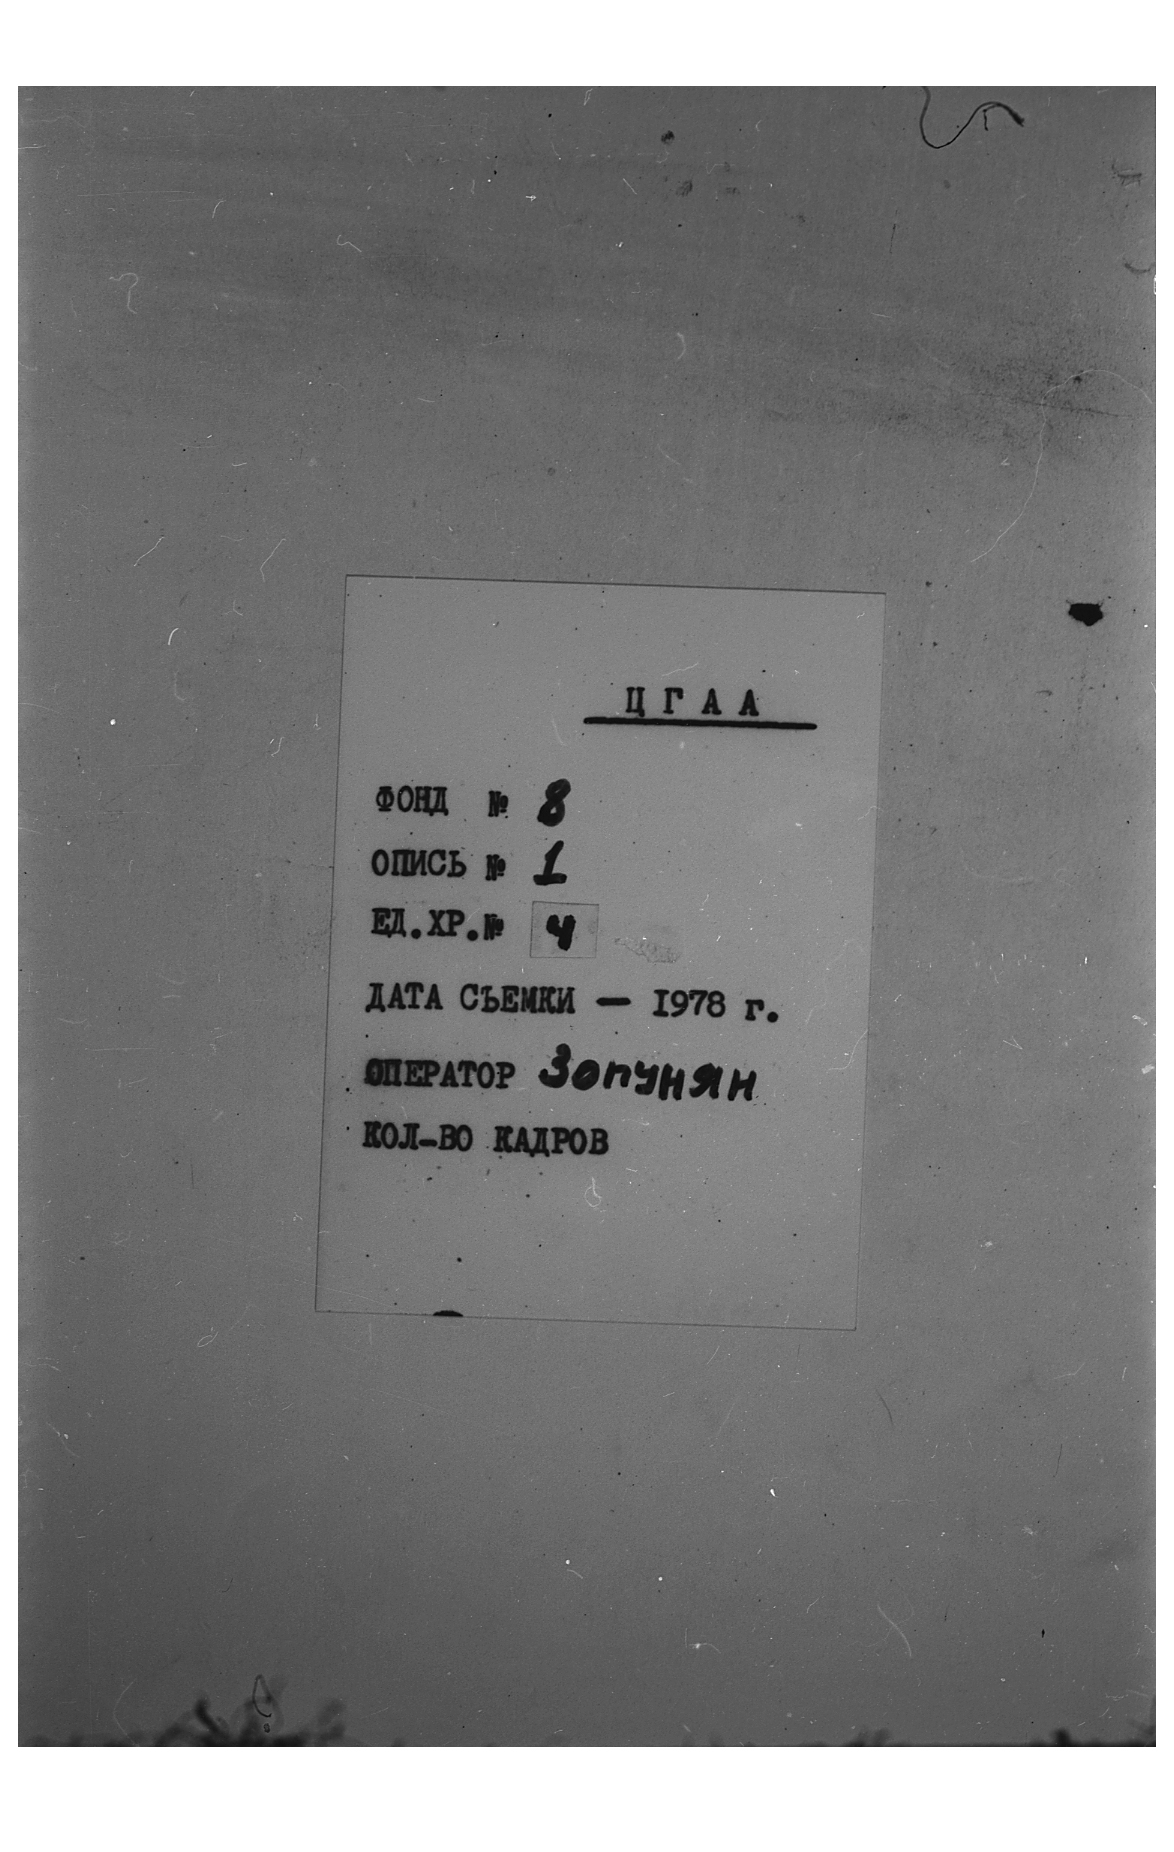 ЦГАА
ФОНД № 8
ОПИСЬ № 1
ЕД.ХР.№ 4
ДАТА СЪЕМКИ — 1978 г.
ОПЕРАТОР Зопунян
КОЛ-ВО КАДРОВ